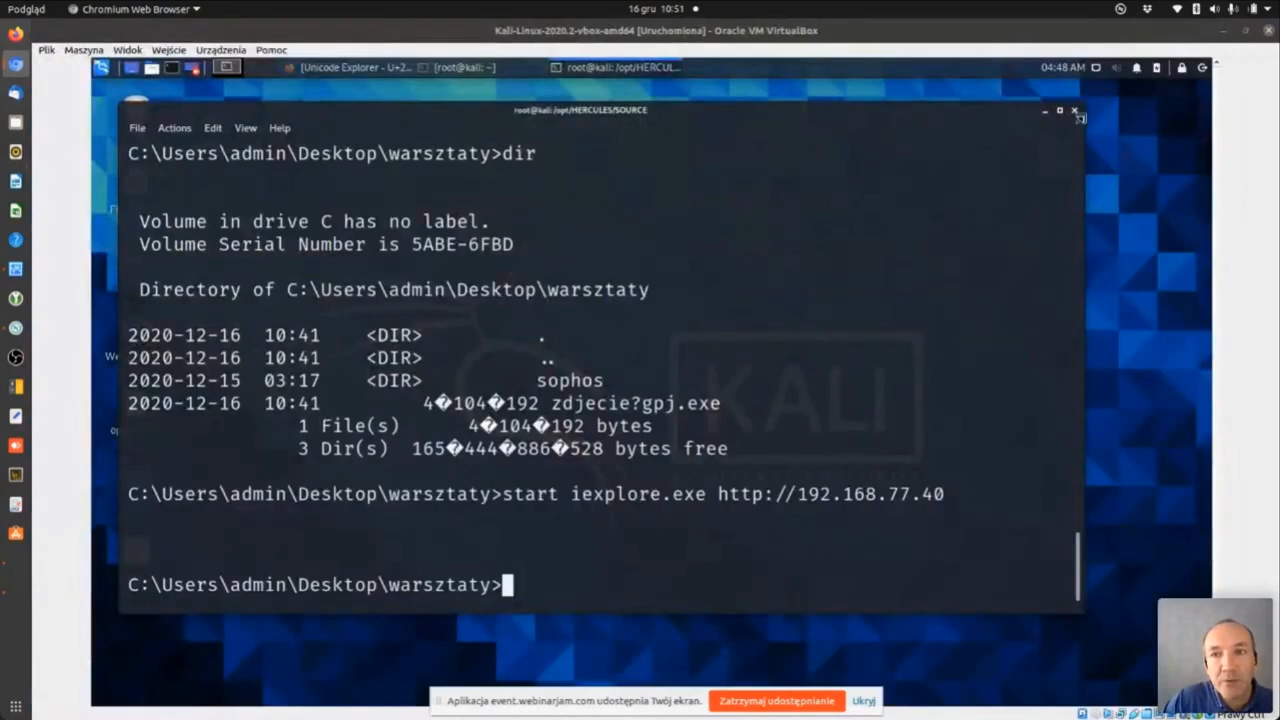 Podgląd
Chromium Web Browser
16 gru 10:51
Kali-Linux-2020.2-vbox-amd64 [Uruchomiona] - Oracle VM VirtualBox
Plik Maszyna Widok Wejście Urządzenia Pomoc
[Unicode Explorer - U+2...
[root@kali: ~]
root@kali: /opt/HERCUL...
04:48 AM
root@kali: /opt/HERCULES/SOURCE
File Actions Edit View Help
C:\Users\admin\Desktop\warsztaty>dir
Volume in drive C has no label.
Volume Serial Number is 5ABE-6FBD
Directory of C:\Users\admin\Desktop\warsztaty
2020-12-16 10:41 <DIR> .
2020-12-16 10:41 <DIR> ..
2020-12-15 03:17 <DIR> sophos
2020-12-16 10:41 4�104�192 zdjecie?gpj.exe
1 File(s) 4�104�192 bytes
3 Dir(s) 165�444�886�528 bytes free
KALI
C:\Users\admin\Desktop\warsztaty>start iexplore.exe http://192.168.77.40
C:\Users\admin\Desktop\warsztaty>
Aplikacja event.webinarjam.com udostępnia Twój ekran.
Zatrzymaj udostępnianie
Ukryj
Prawy Ctrl